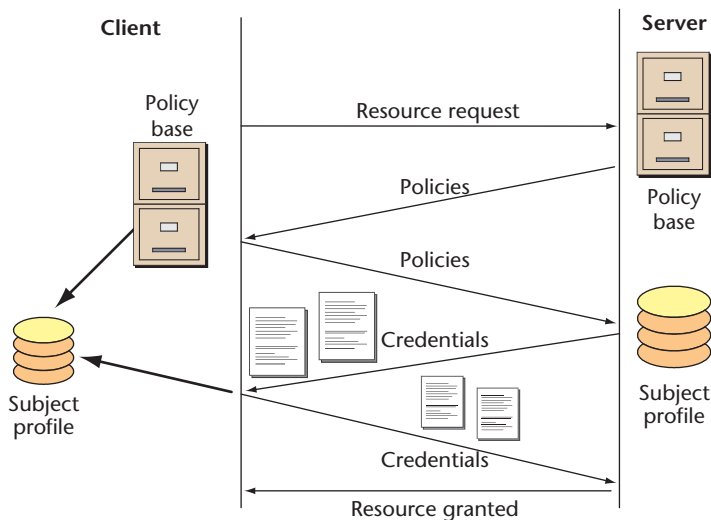 Client
Server
Policy
base
Resource request
Policies
Policy
base
Policies
Credentials
Subject
profile
Subject
profile
Credentials
Resource granted